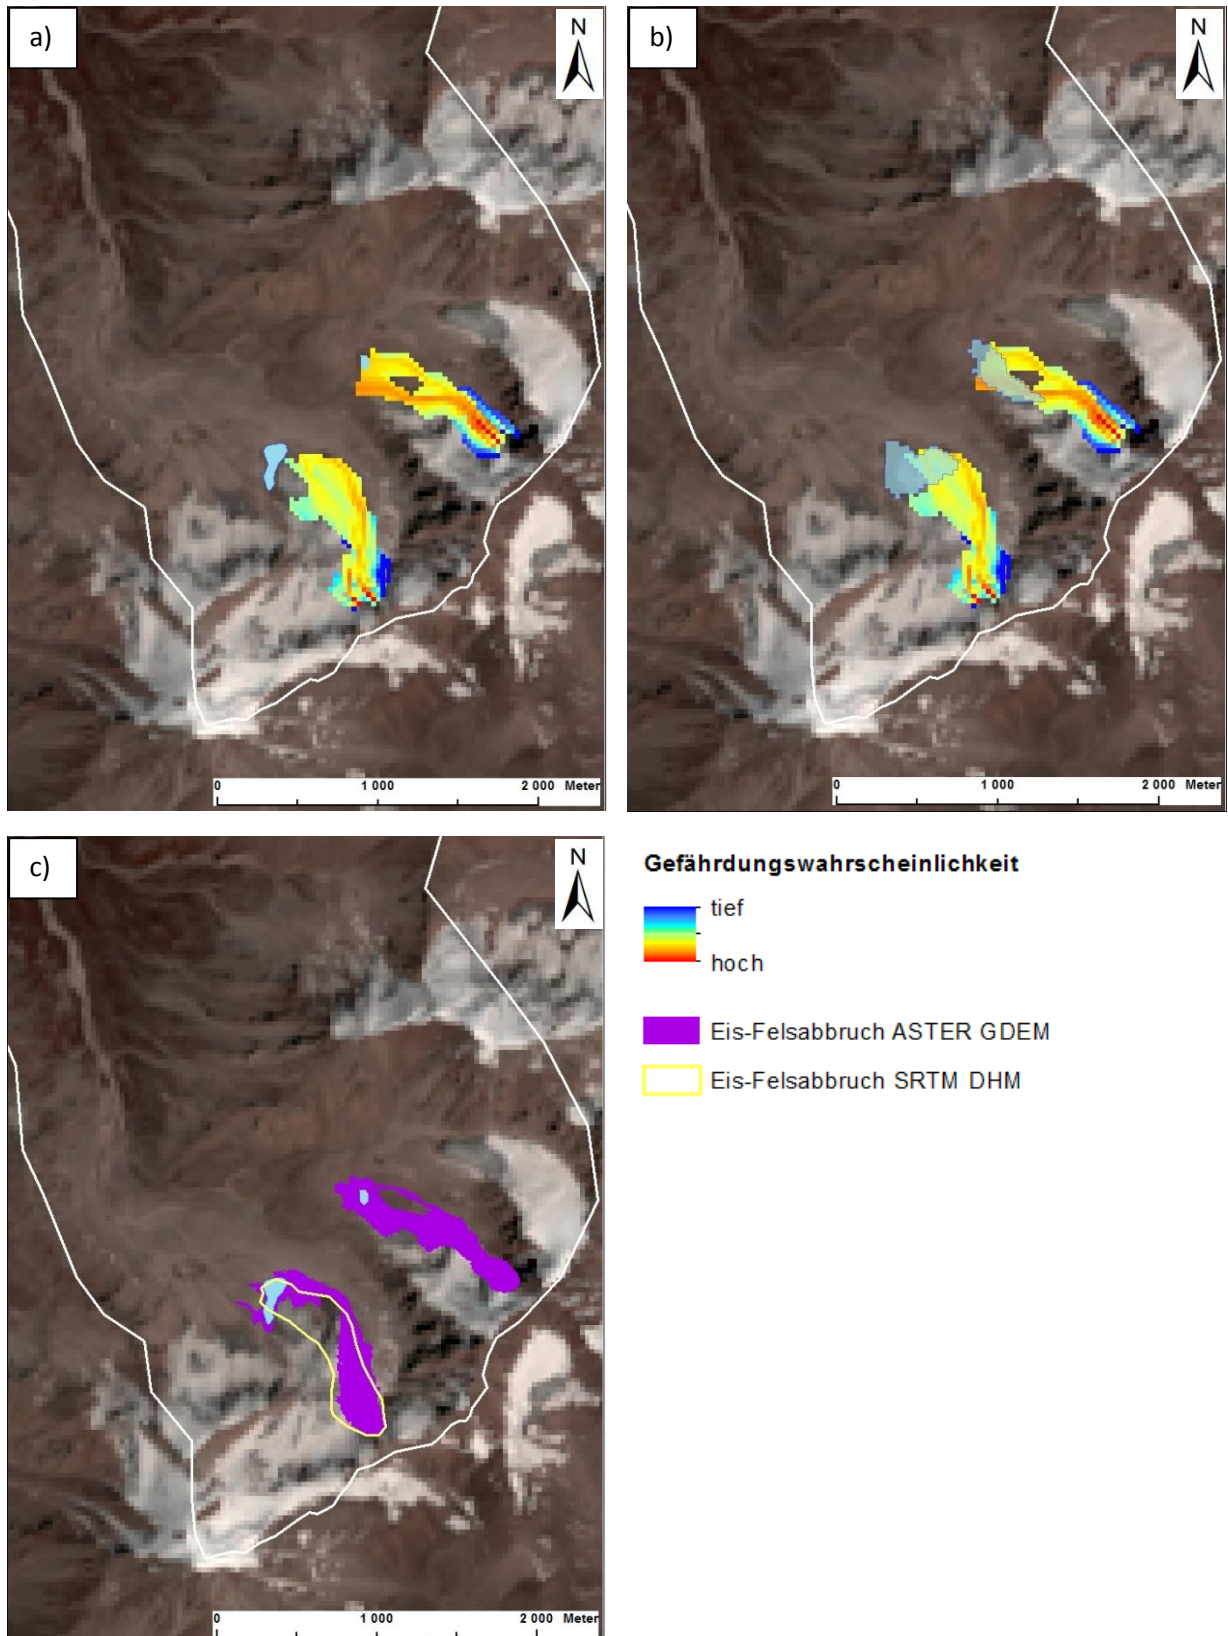 a)
N
0 1 000 2 000 Meter
b)
N
0 1 000 2 000 Meter
c)
N
0 1 000 2 000 Meter
Gefährdungswahrscheinlichkeit
tief
hoch
Eis-Felsabbruch ASTER GDEM
Eis-Felsabbruch SRTM DHM